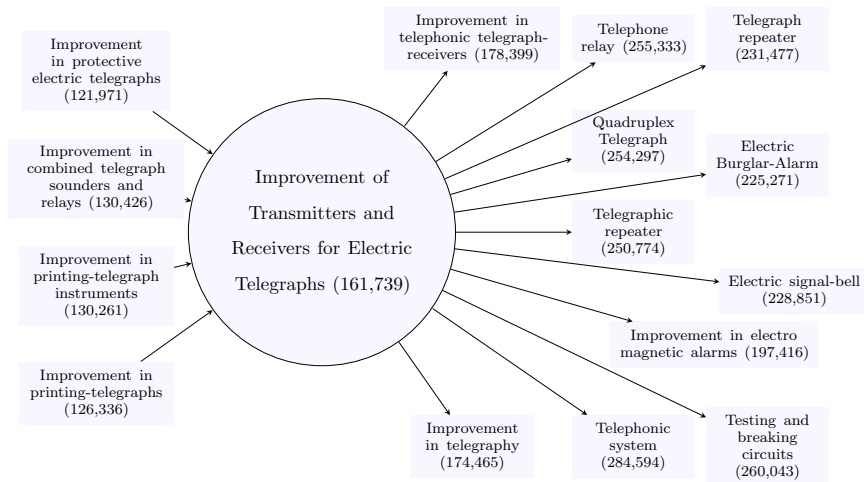 Improvement
in protective
electric telegraphs
(121,971)
Improvement in
combined telegraph
sounders and
relays (130,426)
Improvement in
printing-telegraph
instruments
(130,261)
Improvement in
printing-telegraphs
(126,336)
Improvement of
Transmitters and
Receivers for Electric
Telegraphs (161,739)
Improvement in
telephonic telegraph-
receivers (178,399)
Telephone
relay (255,333)
Telegraph
repeater
(231,477)
Quadruplex
Telegraph
(254,297)
Electric
Burglar-Alarm
(225,271)
Telegraphic
repeater
(250,774)
Electric signal-bell
(228,851)
Improvement in electro
magnetic alarms (197,416)
Improvement
in telegraphy
(174,465)
Telephonic
system
(284,594)
Testing and
breaking
circuits
(260,043)